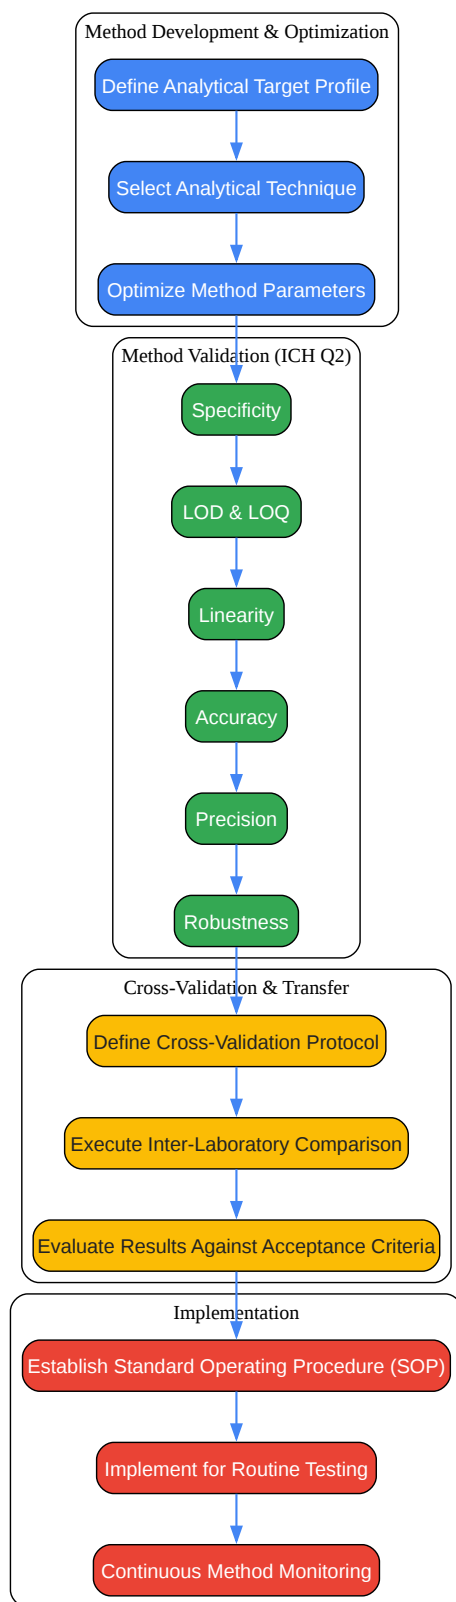 Method Development & Optimization
Define Analytical Target Profile
Select Analytical Technique
Optimize Method Parameters
Method Validation (ICH Q2)
Specificity
LOD & LOQ
Linearity
Accuracy
Precision
Robustness
Cross-Validation & Transfer
Define Cross-Validation Protocol
Execute Inter-Laboratory Comparison
Evaluate Results Against Acceptance Criteria
Implementation
Establish Standard Operating Procedure (SOP)
Implement for Routine Testing
Continuous Method Monitoring